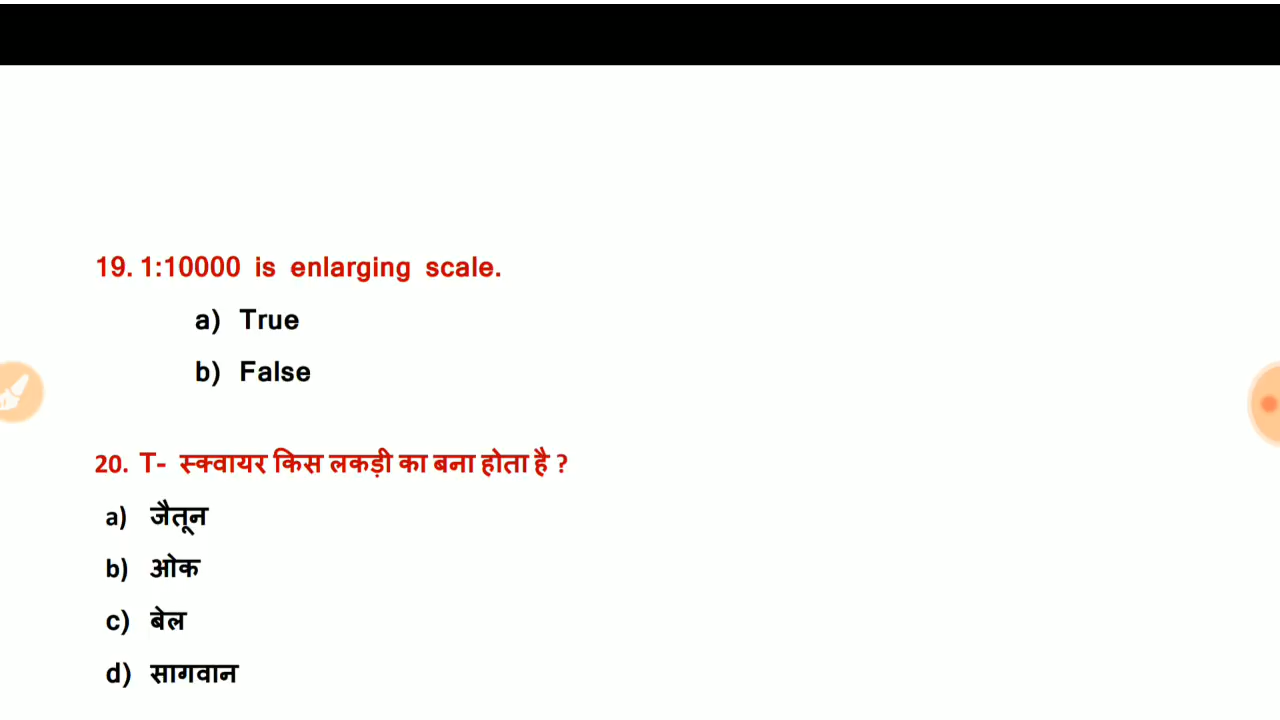 19. 1:10000 is enlarging scale.
a) True
b) False
20. T- स्क्वायर किस लकड़ी का बना होता है ?
a) जैतून
b) ओक
c) बेल
d) सागवान